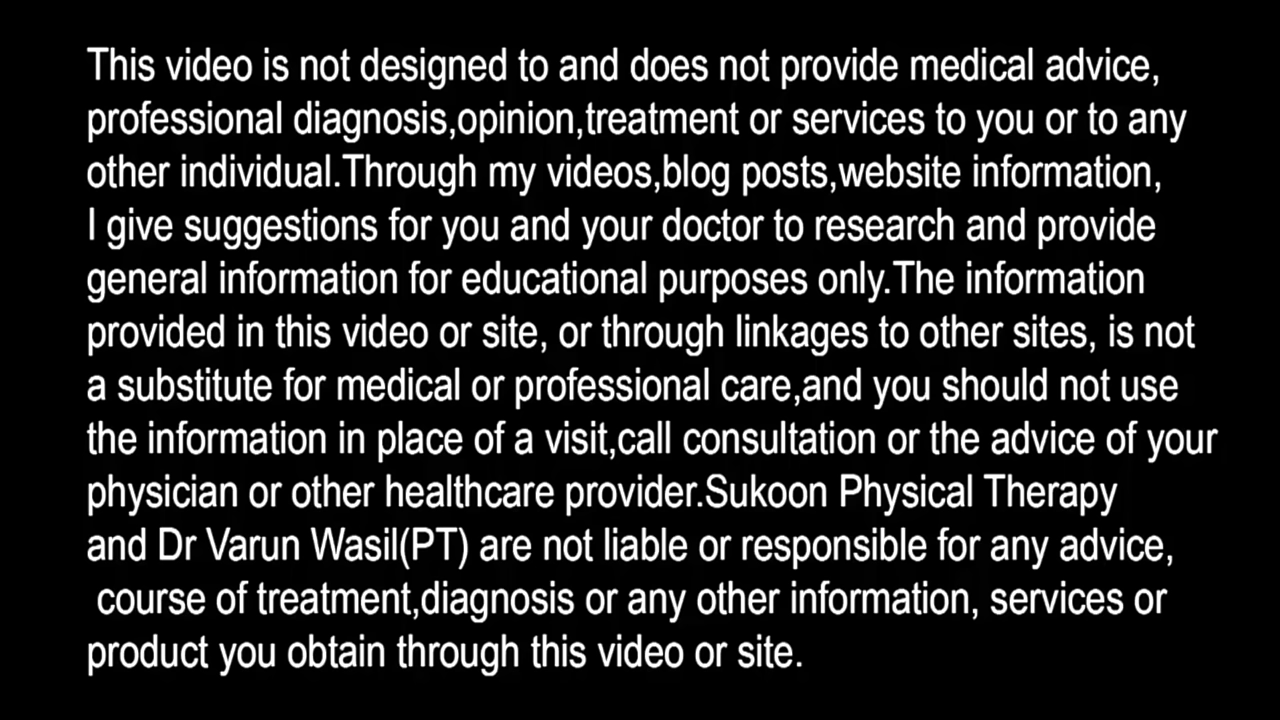 This video is not designed to and does not provide medical advice,
professional diagnosis,opinion,treatment or services to you or to any
other individual.Through my videos,blog posts,website information,
I give suggestions for you and your doctor to research and provide
general information for educational purposes only.The information
provided in this video or site, or through linkages to other sites, is not
a substitute for medical or professional care,and you should not use
the information in place of a visit,call consultation or the advice of your
physician or other healthcare provider.Sukoon Physical Therapy
and Dr Varun Wasil(PT) are not liable or responsible for any advice,
course of treatment,diagnosis or any other information, services or
product you obtain through this video or site.